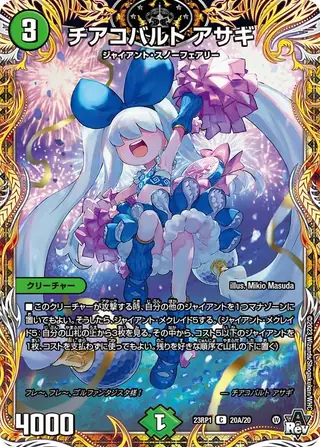 3
チアコバルト アサギ
ジャイアント・スノーフェアリー
クリーチャー
illus. Mikio Masuda
■このクリーチャーが攻撃する時、自分の他のジャイアントを1つマナゾーンに
置いてもよい。そうしたら、ジャイアント・メクレイド5する。(ジャイアント・メクレイ
ド5:自分の山札の上から3枚を見る。その中から、コスト5以下のジャイアントを
1枚、コストを支払わずに使ってもよい。残りを好きな順序で山札の下に置く)
フレ〜、フレ〜、ゴルファンタジスタ様!
—チアコバルト アサギ
4000
1
23RP1 C 20A/20
W
Rev